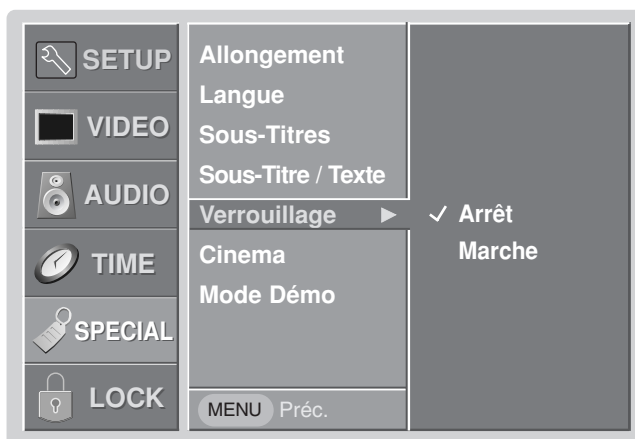 SETUP
VIDEO
AUDIO
TIME
SPECIAL
LOCK
Allongement
Langue
Sous-Titres
Sous-Titre / Texte
Verrouillage
Cinema
Mode Démo
MENU Préc.
Arrêt
Marche